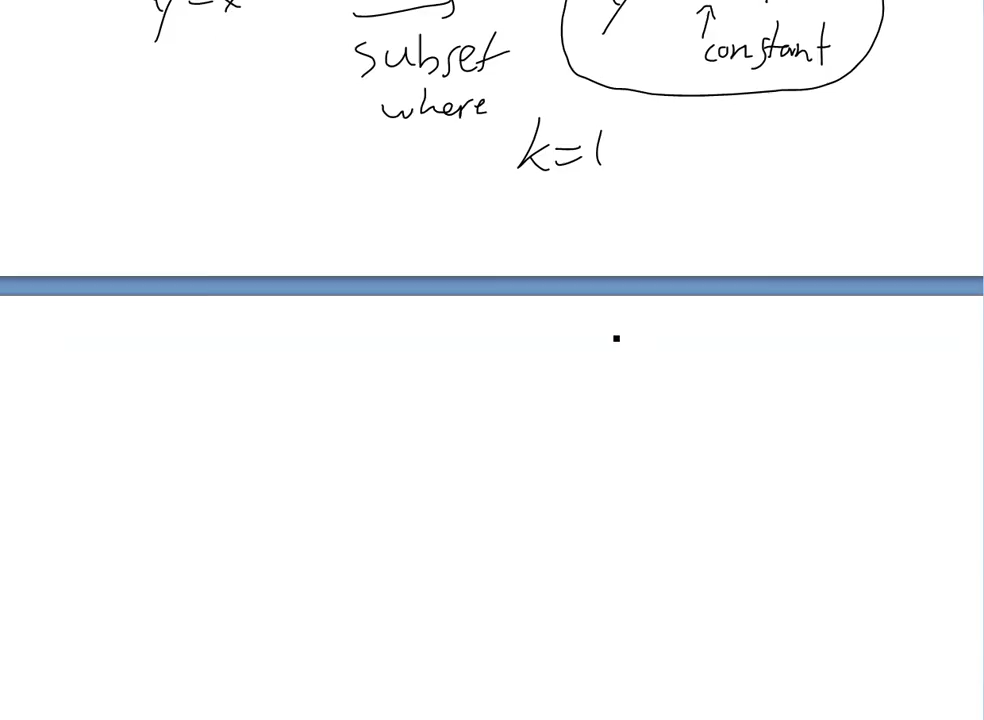 y = x
y
constant
subset
where
k=1